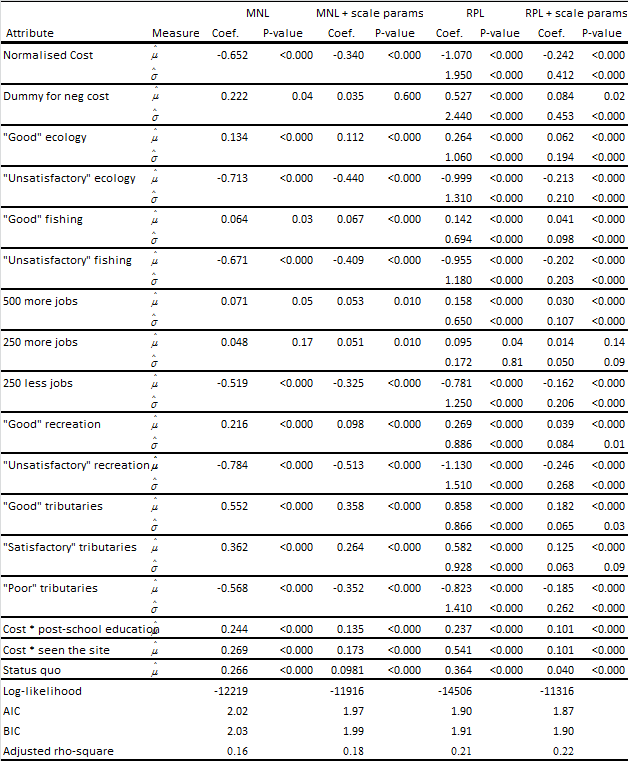 MNL MNL + scale params RPL RPL + scale params
Attribute Measure Coef. P-value Coef. P-value Coef. P-value Coef. P-value
Normalised Cost μ̂ -0.652 <0.000 -0.340 <0.000 -1.070 <0.000 -0.242 <0.000
σ̂ 1.950 <0.000 0.412 <0.000
Dummy for neg cost μ̂ 0.222 0.04 0.035 0.600 0.527 <0.000 0.084 0.02
σ̂ 2.440 <0.000 0.453 <0.000
"Good" ecology μ̂ 0.134 <0.000 0.112 <0.000 0.264 <0.000 0.062 <0.000
σ̂ 1.060 <0.000 0.194 <0.000
"Unsatisfactory" ecology μ̂ -0.713 <0.000 -0.440 <0.000 -0.999 <0.000 -0.213 <0.000
σ̂ 1.310 <0.000 0.210 <0.000
"Good" fishing μ̂ 0.064 0.03 0.067 <0.000 0.142 <0.000 0.041 <0.000
σ̂ 0.694 <0.000 0.098 <0.000
"Unsatisfactory" fishing μ̂ -0.671 <0.000 -0.409 <0.000 -0.955 <0.000 -0.202 <0.000
σ̂ 1.180 <0.000 0.203 <0.000
500 more jobs μ̂ 0.071 0.05 0.053 0.010 0.158 <0.000 0.030 <0.000
σ̂ 0.650 <0.000 0.107 <0.000
250 more jobs μ̂ 0.048 0.17 0.051 0.010 0.095 0.04 0.014 0.14
σ̂ 0.172 0.81 0.050 0.09
250 less jobs μ̂ -0.519 <0.000 -0.325 <0.000 -0.781 <0.000 -0.162 <0.000
σ̂ 1.250 <0.000 0.206 <0.000
"Good" recreation μ̂ 0.216 <0.000 0.098 <0.000 0.269 <0.000 0.039 <0.000
σ̂ 0.886 <0.000 0.084 0.01
"Unsatisfactory" recreation μ̂ -0.784 <0.000 -0.513 <0.000 -1.130 <0.000 -0.246 <0.000
σ̂ 1.510 <0.000 0.268 <0.000
"Good" tributaries μ̂ 0.552 <0.000 0.358 <0.000 0.858 <0.000 0.182 <0.000
σ̂ 0.866 <0.000 0.065 0.03
"Satisfactory" tributaries μ̂ 0.362 <0.000 0.264 <0.000 0.582 <0.000 0.125 <0.000
σ̂ 0.928 <0.000 0.063 0.09
"Poor" tributaries μ̂ -0.568 <0.000 -0.352 <0.000 -0.823 <0.000 -0.185 <0.000
σ̂ 1.410 <0.000 0.262 <0.000
Cost * post-school education μ̂ 0.244 <0.000 0.135 <0.000 0.237 <0.000 0.101 <0.000
Cost * seen the site μ̂ 0.269 <0.000 0.173 <0.000 0.541 <0.000 0.101 <0.000
Status quo μ̂ 0.266 <0.000 0.0981 <0.000 0.364 <0.000 0.040 <0.000
Log-likelihood -12219 -11916 -14506 -11316
AIC 2.02 1.97 1.90 1.87
BIC 2.03 1.99 1.91 1.90
Adjusted rho-square 0.16 0.18 0.21 0.22